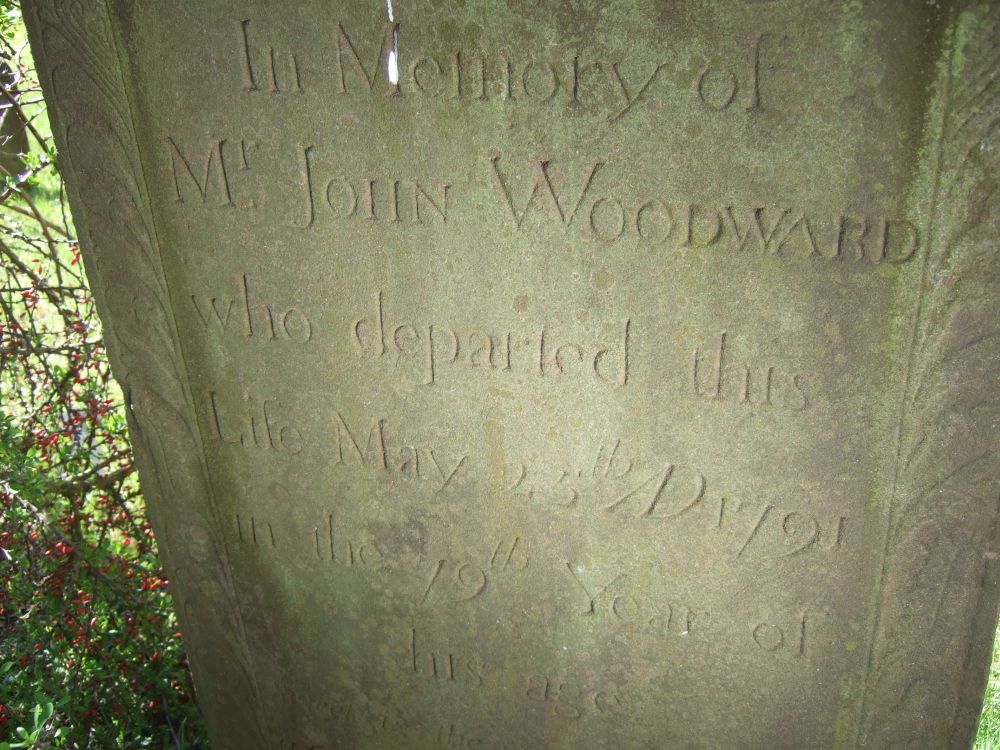 In Memory of
Mr. JOHN WOODWARD
who departed this
Life May 25th AD 1791
in the 79th Year of
his age
the